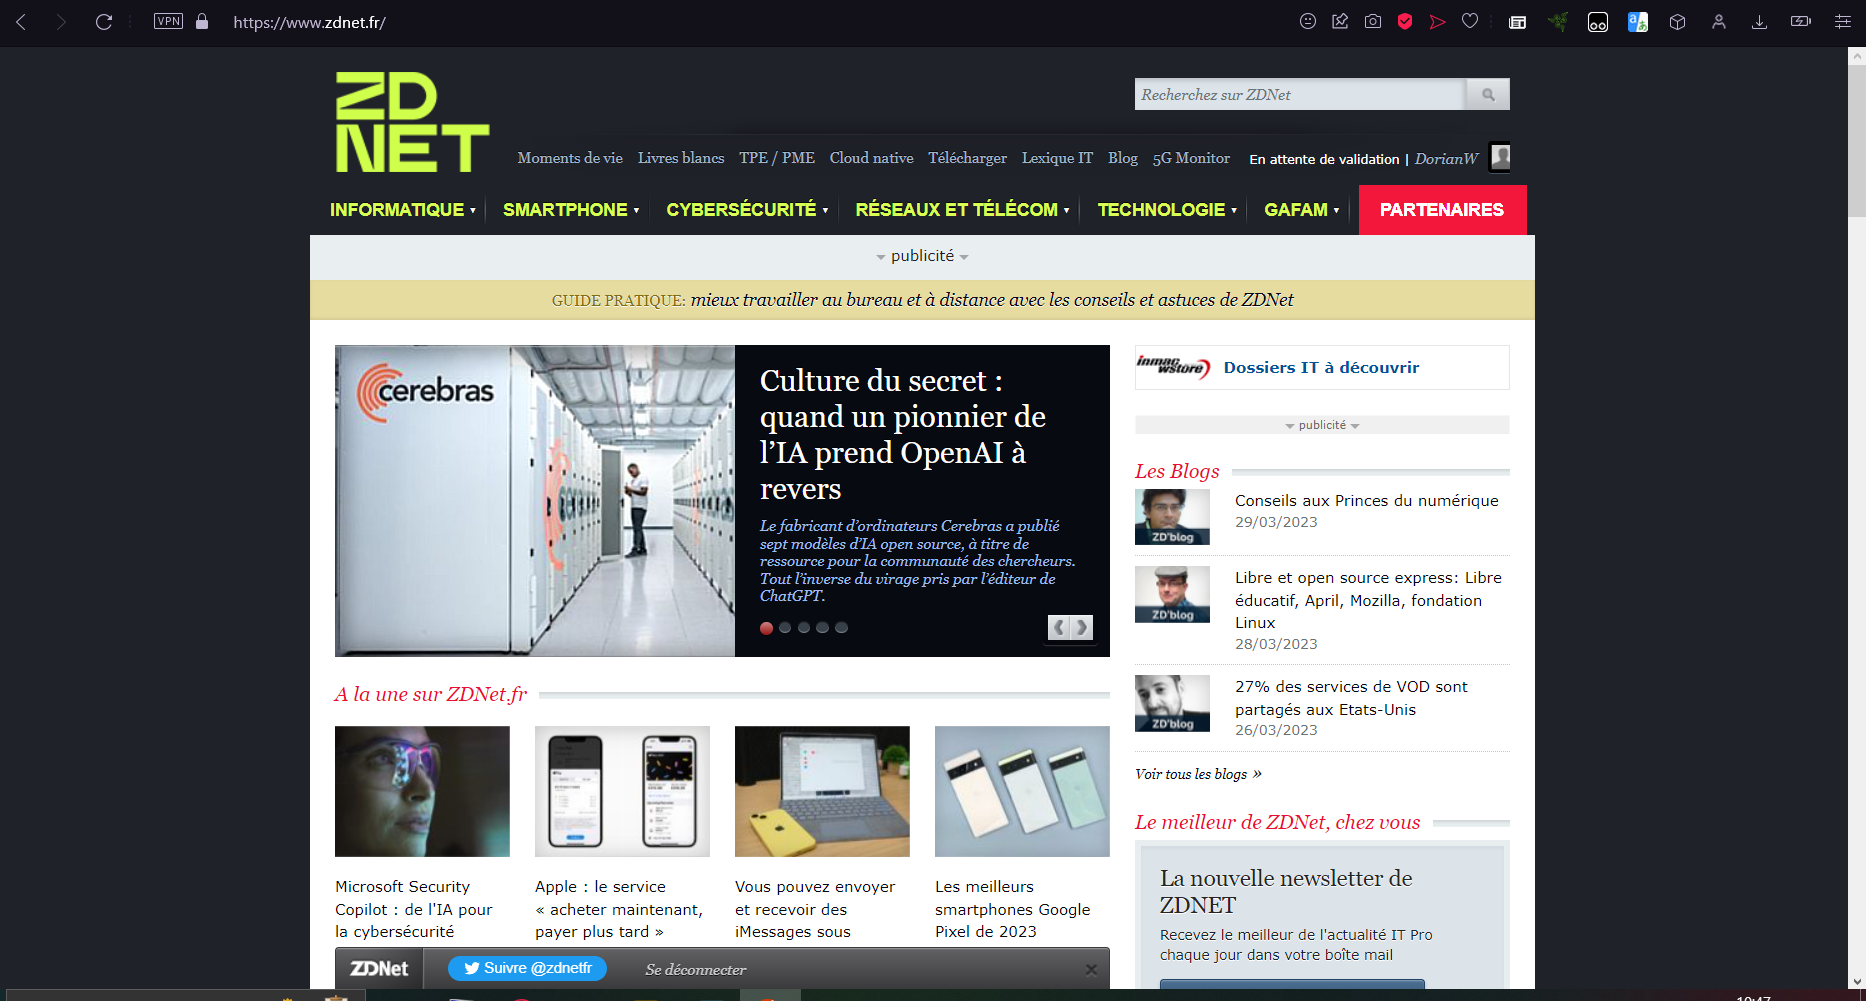 VPN
https://www.zdnet.fr/
ZD
NET
Recherchez sur ZDNet
Moments de vie Livres blancs TPE / PME Cloud native Télécharger Lexique IT Blog 5G Monitor En attente de validation | DorianW
INFORMATIQUE SMARTPHONE CYBERSÉCURITÉ RÉSEAUX ET TÉLÉCOM TECHNOLOGIE GAFAM PARTENAIRES
publicité
GUIDE PRATIQUE: mieux travailler au bureau et à distance avec les conseils et astuces de ZDNet
cerebras
Culture du secret :
quand un pionnier de
l’IA prend OpenAI à
revers
Le fabricant d’ordinateurs Cerebras a publié
sept modèles d’IA open source, à titre de
ressource pour la communauté des chercheurs.
Tout l’inverse du virage pris par l’éditeur de
ChatGPT.
A la une sur ZDNet.fr
Microsoft Security
Copilot : de l'IA pour
la cybersécurité
Apple : le service
« acheter maintenant,
payer plus tard »
Vous pouvez envoyer
et recevoir des
iMessages sous
Les meilleurs
smartphones Google
Pixel de 2023
inmac
wstore
Dossiers IT à découvrir
publicité
Les Blogs
ZD'blog
Conseils aux Princes du numérique
29/03/2023
ZD'blog
Libre et open source express: Libre
éducatif, April, Mozilla, fondation
Linux
28/03/2023
ZD'blog
27% des services de VOD sont
partagés aux Etats-Unis
26/03/2023
Voir tous les blogs »
Le meilleur de ZDNet, chez vous
La nouvelle newsletter de
ZDNET
Recevez le meilleur de l'actualité IT Pro
chaque jour dans votre boîte mail
ZDNet Suivre @zdnetfr Se déconnecter